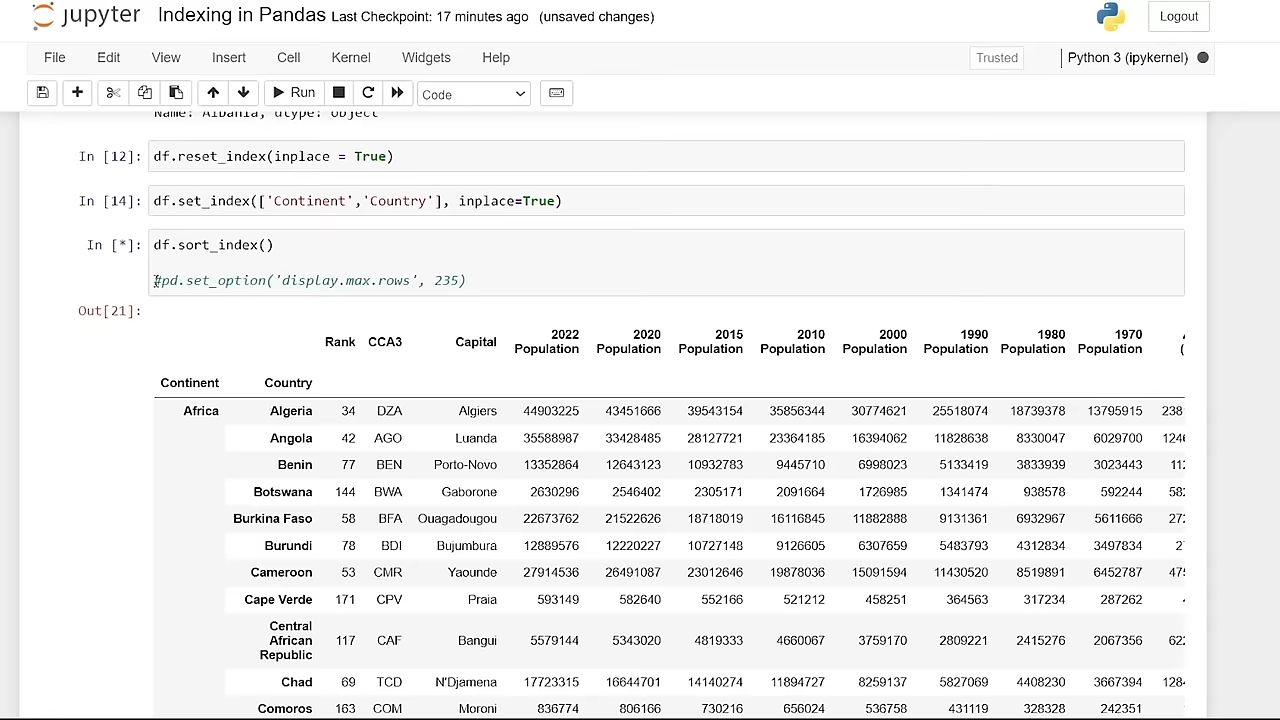 jupyter Indexing in Pandas Last Checkpoint: 17 minutes ago (unsaved changes) Logout
File Edit View Insert Cell Kernel Widgets Help Trusted Python 3 (ipykernel)
Run Code
Name: Albania, dtype: object
In [12]: df.reset_index(inplace = True)
In [14]: df.set_index(['Continent','Country'], inplace=True)
In [*]: df.sort_index()
#pd.set_option('display.max.rows', 235)
Out[21]:
Rank CCA3 Capital 2022 Population 2020 Population 2015 Population 2010 Population 2000 Population 1990 Population 1980 Population 1970 Population
Continent Country
Africa Algeria 34 DZA Algiers 44903225 43451666 39543154 35856344 30774621 25518074 18739378 13795915 238
Angola 42 AGO Luanda 35588987 33428485 28127721 23364185 16394062 11828638 8330047 6029700 124
Benin 77 BEN Porto-Novo 13352864 12643123 10932783 9445710 6998023 5133419 3833939 3023443 11
Botswana 144 BWA Gaborone 2630296 2546402 2305171 2091664 1726985 1341474 938578 592244 58
Burkina Faso 58 BFA Ouagadougou 22673762 21522626 18718019 16116845 11882888 9131361 6932967 5611666 27
Burundi 78 BDI Bujumbura 12889576 12220227 10727148 9126605 6307659 5483793 4312834 3497834 2
Cameroon 53 CMR Yaounde 27914536 26491087 23012646 19878036 15091594 11430520 8519891 6452787 47
Cape Verde 171 CPV Praia 593149 582640 552166 521212 458251 364563 317234 287262
Central African Republic 117 CAF Bangui 5579144 5343020 4819333 4660067 3759170 2809221 2415276 2067356 62
Chad 69 TCD N'Djamena 17723315 16644701 14140274 11894727 8259137 5827069 4408230 3667394 128
Comoros 163 COM Moroni 836774 806166 730216 656024 536758 431119 328328 242351